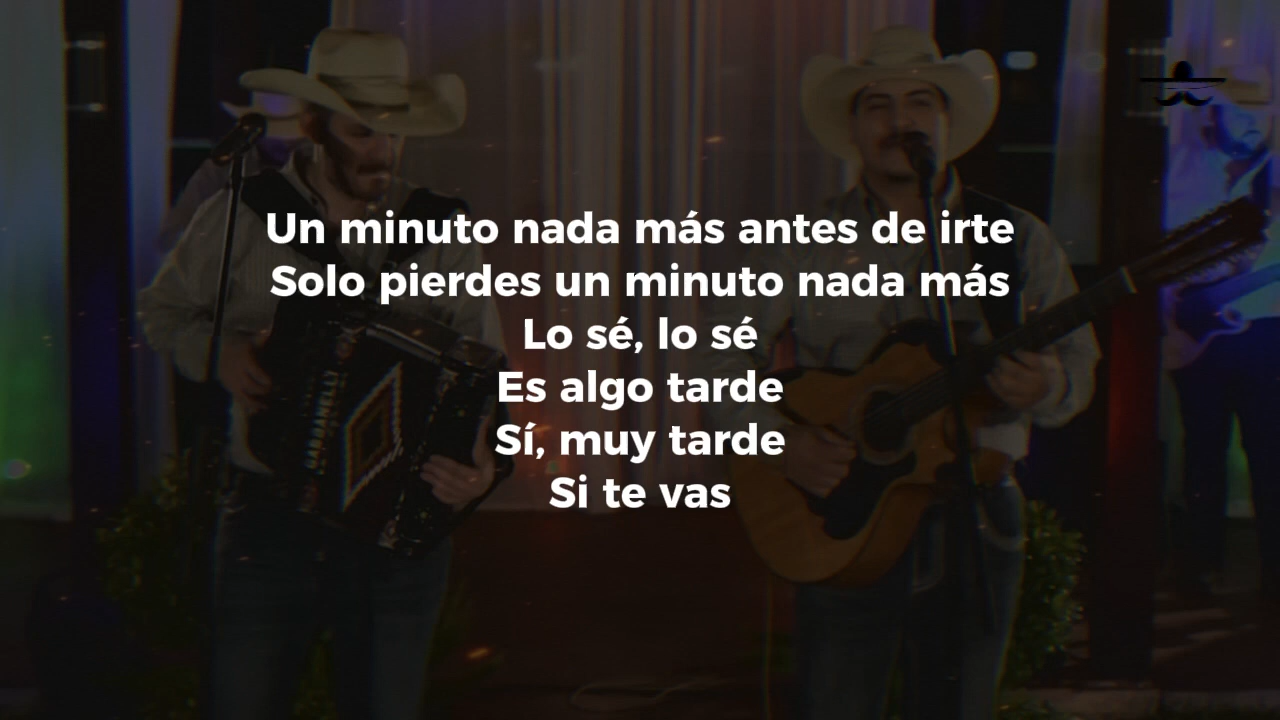 Un minuto nada más antes de irte
Solo pierdes un minuto nada más
Lo sé, lo sé
Es algo tarde
Sí, muy tarde
Si te vas
GABBANELLI